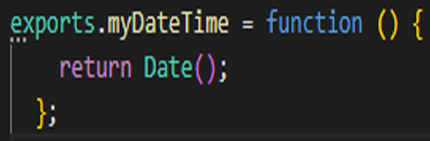 exports.myDateTime = function () {
return Date();
};